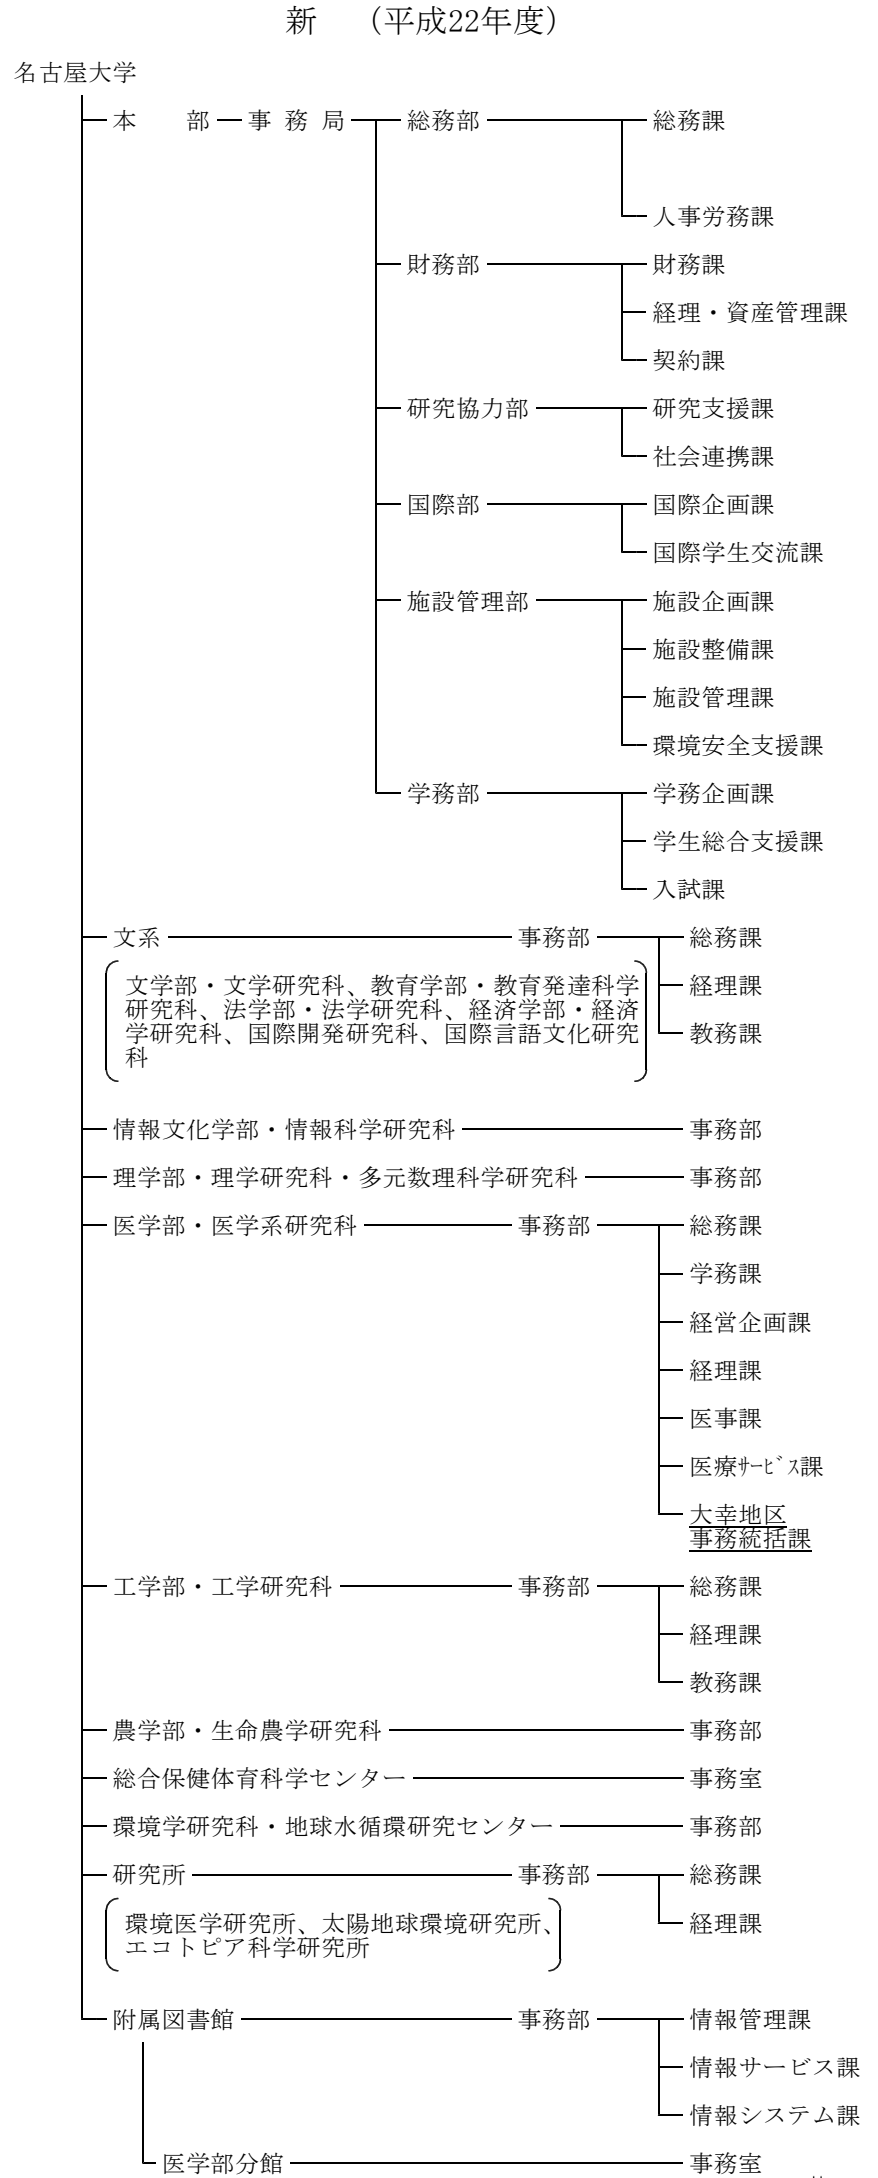 新　（平成22年度）
名古屋大学
本　部　事 務 局　総務部　総務課
人事労務課
財務部　財務課
経理・資産管理課
契約課
研究協力部　研究支援課
社会連携課
国際部　国際企画課
国際学生交流課
施設管理部　施設企画課
施設整備課
施設管理課
環境安全支援課
学務部　学務企画課
学生総合支援課
入試課
文系　事務部　総務課
文学部・文学研究科、教育学部・教育発達科学　経理課
研究科、法学部・法学研究科、経済学部・経済
学研究科、国際開発研究科、国際言語文化研究　教務課
科
情報文化学部・情報科学研究科　事務部
理学部・理学研究科・多元数理科学研究科　事務部
医学部・医学系研究科　事務部　総務課
学務課
経営企画課
経理課
医事課
医療ｻｰﾋﾞｽ課
大幸地区
事務統括課
工学部・工学研究科　事務部　総務課
経理課
教務課
農学部・生命農学研究科　事務部
総合保健体育科学センター　事務室
環境学研究科・地球水循環研究センター　事務部
研究所　事務部　総務課
環境医学研究所、太陽地球環境研究所、　経理課
エコトピア科学研究所
附属図書館　事務部　情報管理課
情報サービス課
情報システム課
医学部分館　事務室